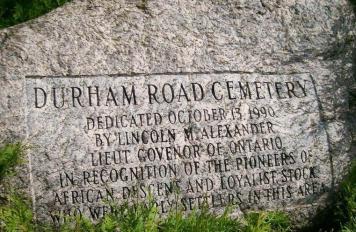 DURHAM ROAD CEMETERY
DEDICATED OCTOBER 13, 1990
BY LINCOLN M. ALEXANDER
LIEUT GOVENOR OF ONTARIO
IN RECOGNITION OF THE PIONEERS OF
AFRICAN DESCENT AND LOYALIST STOCK
WHO WERE EARLY SETTLERS IN THIS AREA